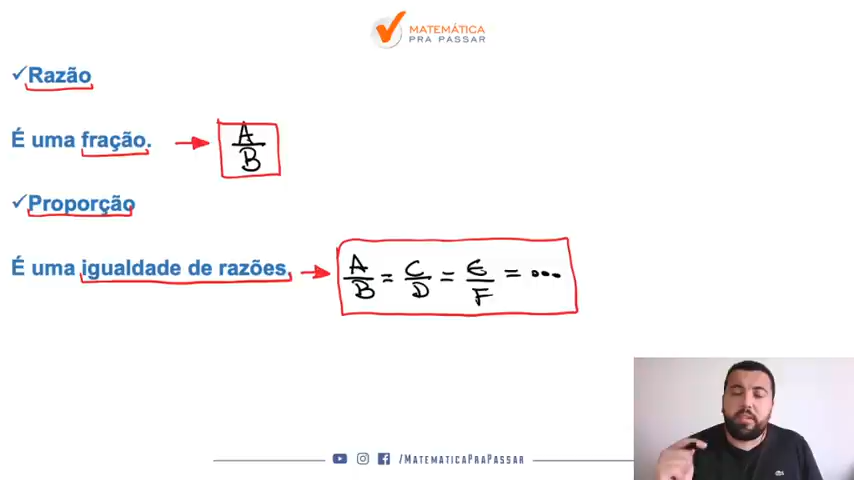 MATEMÁTICA
PRA PASSAR
✓Razão
É uma fração. A/B
✓Proporção
É uma igualdade de razões. A/B = C/D = E/F = ...
/MATEMATICAPRAPASSAR